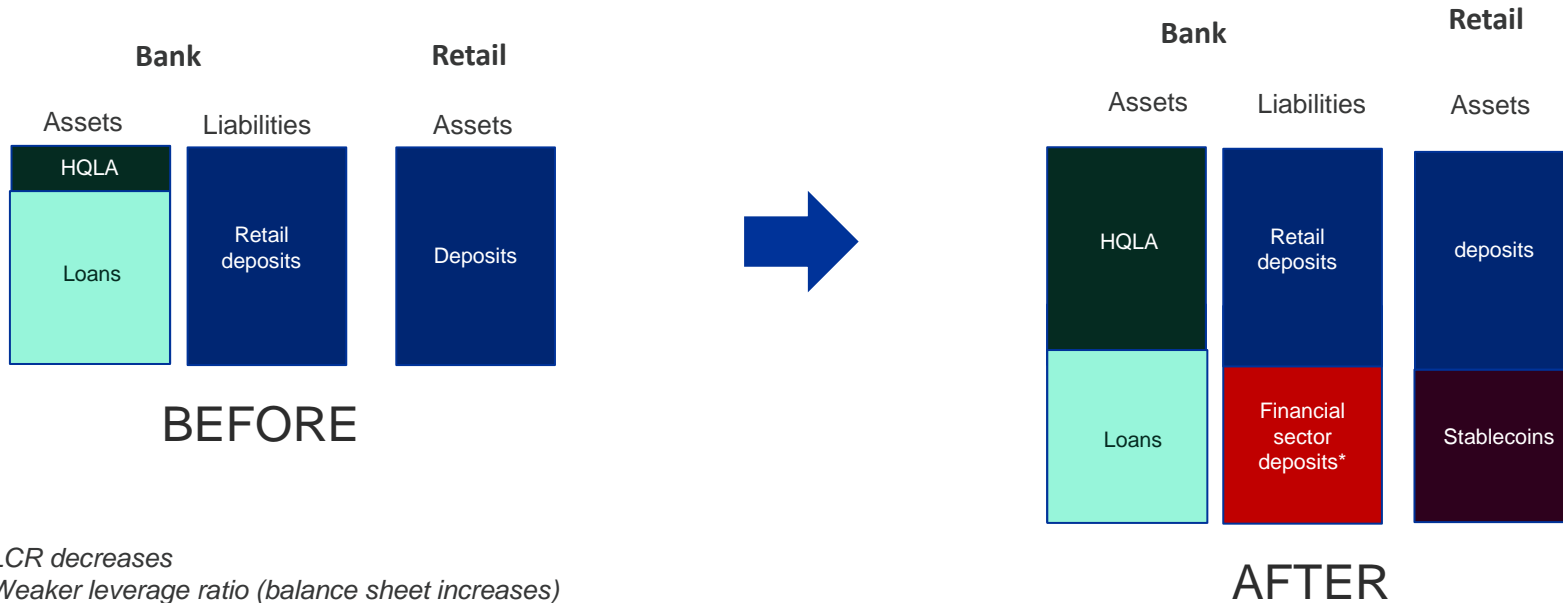 Bank
Retail
Assets
Liabilities
Assets
HQLA
Loans
Retail
deposits
Deposits
BEFORE
Bank
Retail
Assets
Liabilities
Assets
HQLA
Loans
Retail
deposits
Financial
sector
deposits*
deposits
Stablecoins
AFTER
LCR decreases
Weaker leverage ratio (balance sheet increases)